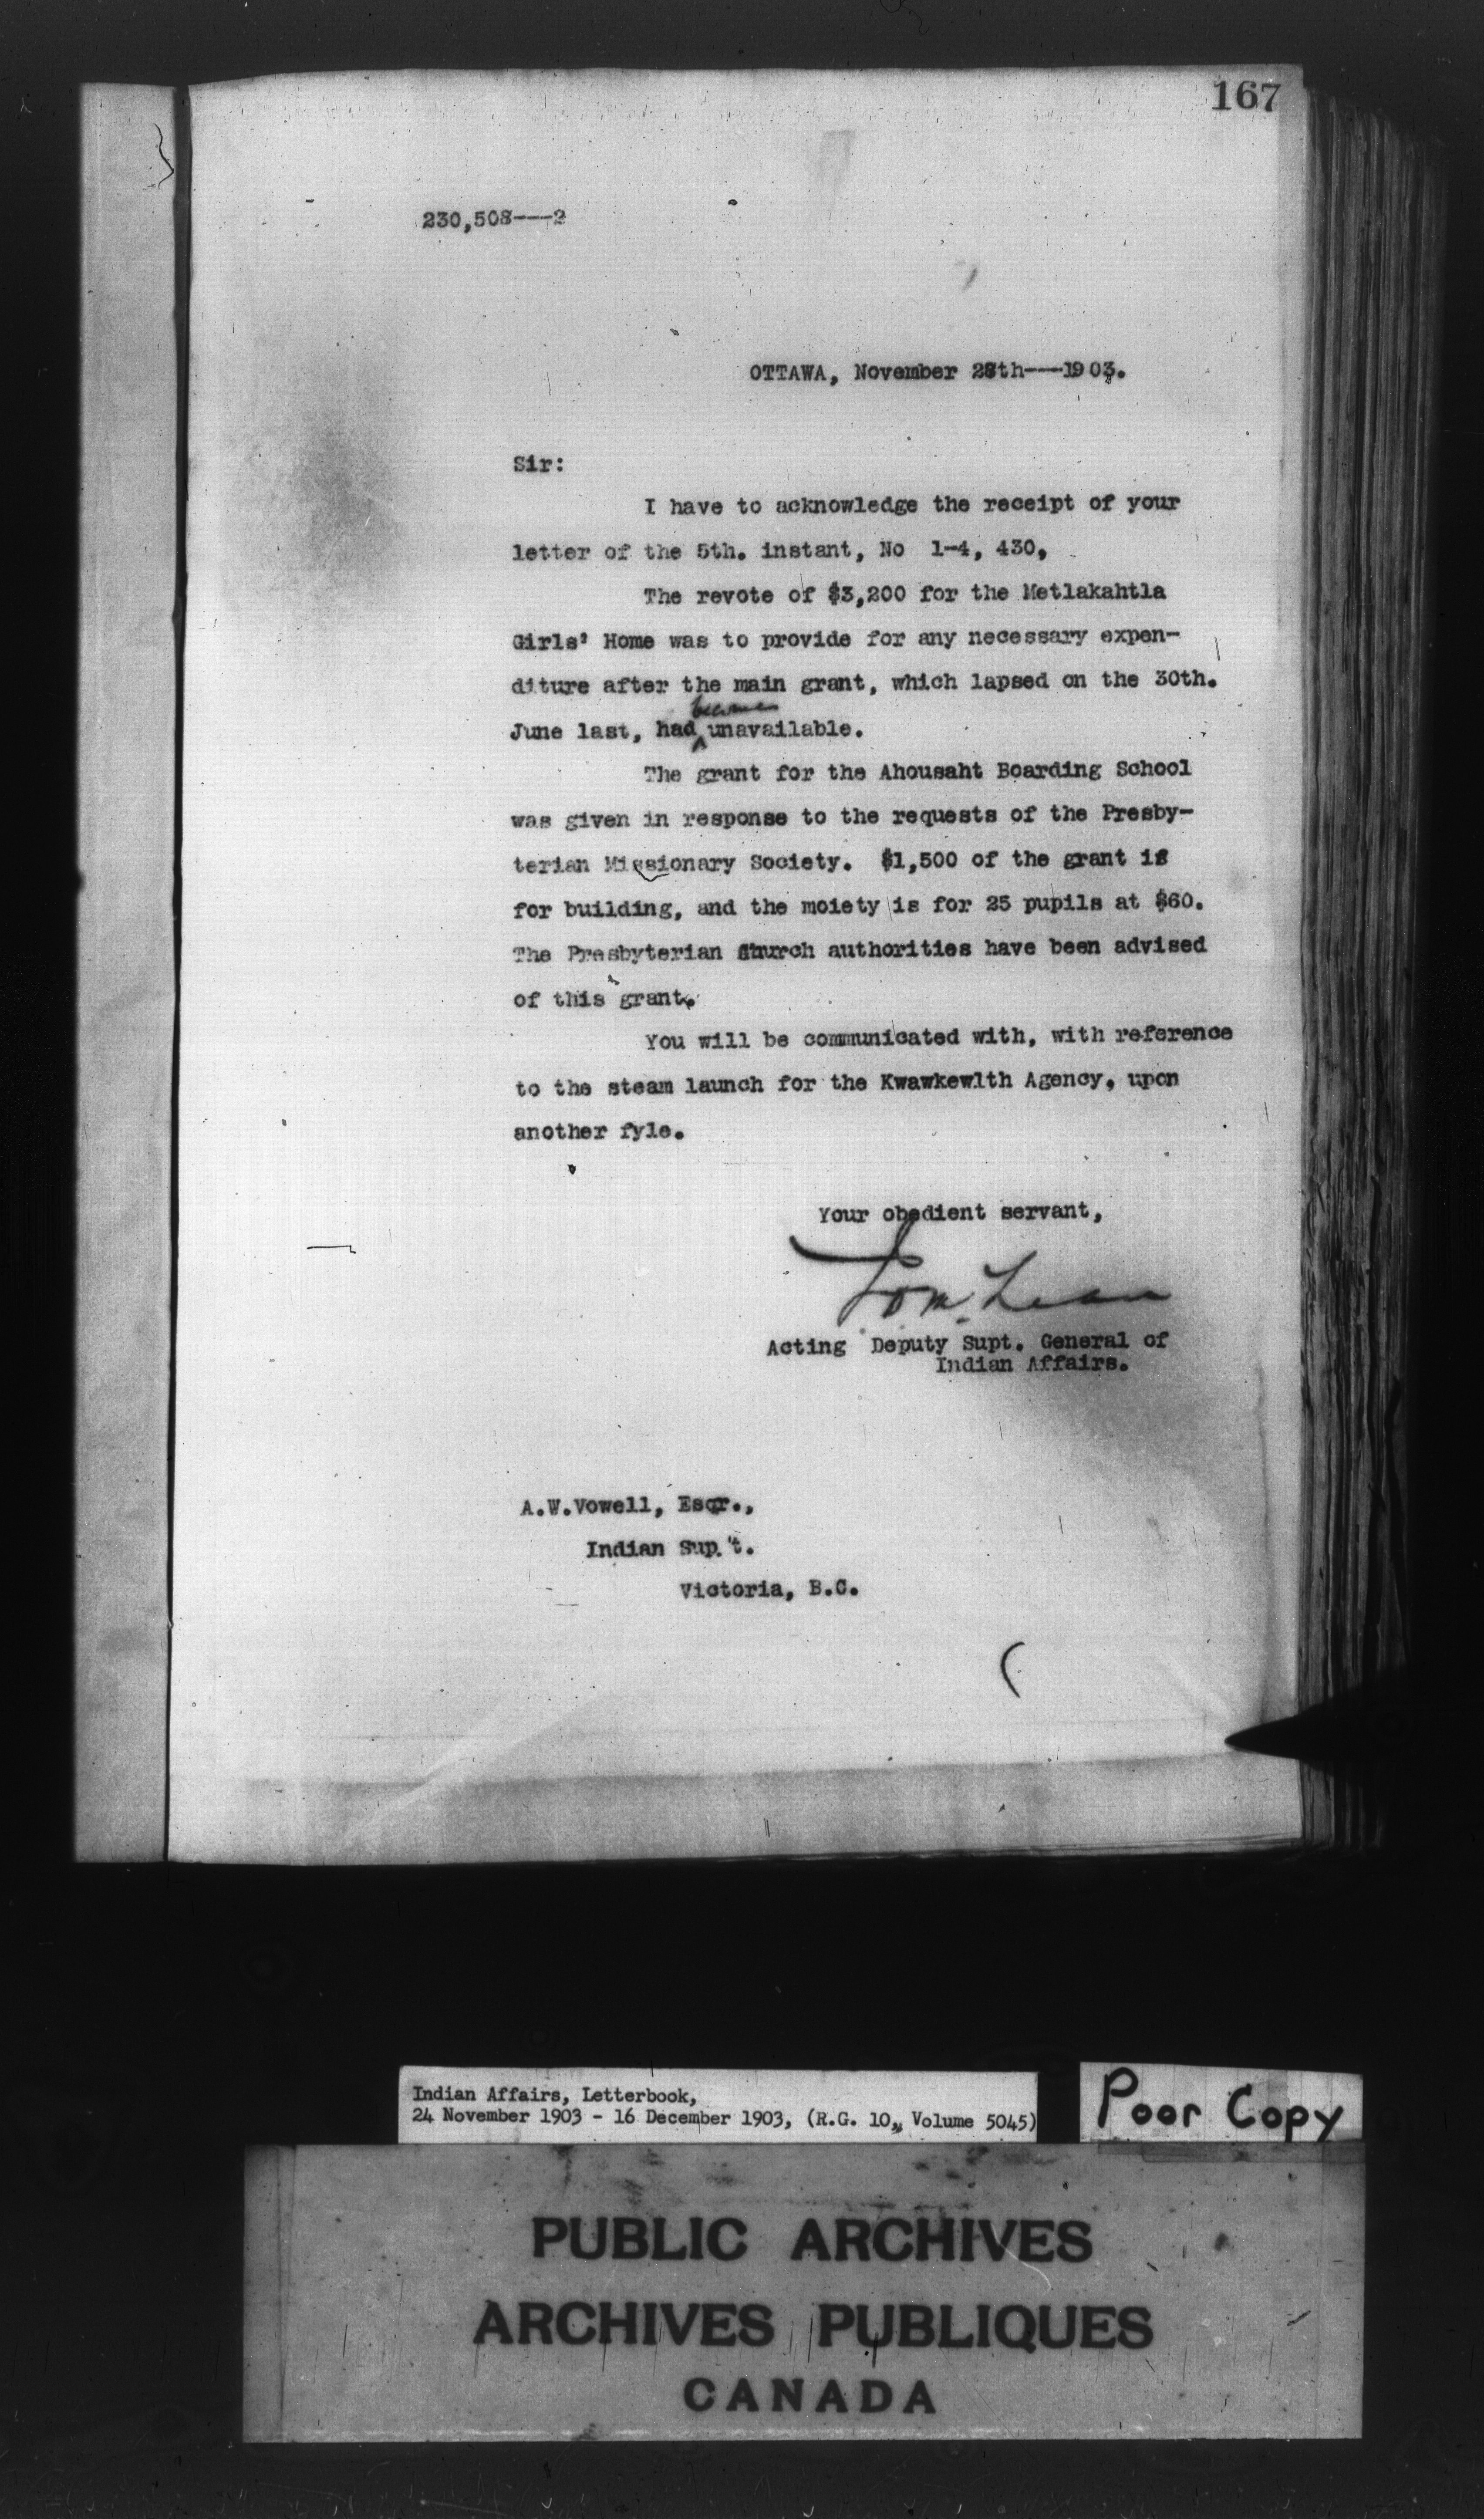 167
230,508---2
OTTAWA, November 28th---1903.
Sir:
I have to acknowledge the receipt of your
letter of the 5th. instant, No 1-4, 430,
The revote of $3,200 for the Metlakahtla
Girls' Home was to provide for any necessary expen-
diture after the main grant, which lapsed on the 30th.
become
June last, had unavailable.
The grant for the Ahousaht Boarding School
was given in response to the requests of the Presby-
terian Missionary Society. $1,500 of the grant is
for building, and the moiety is for 25 pupils at $60.
The Presbyterian Church authorities have been advised
of this grant.
You will be communicated with, with reference
to the steam launch for the Kwawkewlth Agency, upon
another fyle.
Your obedient servant,
Acting Deputy Supt. General of
Indian Affairs.
A.W.Vowell, Esqr.,
Indian Sup't.
Victoria, B.C.
Indian Affairs, Letterbook,
24 November 1903 - 16 December 1903, (R.G. 10, Volume 5045)
Poor Copy
PUBLIC ARCHIVES
ARCHIVES PUBLIQUES
CANADA